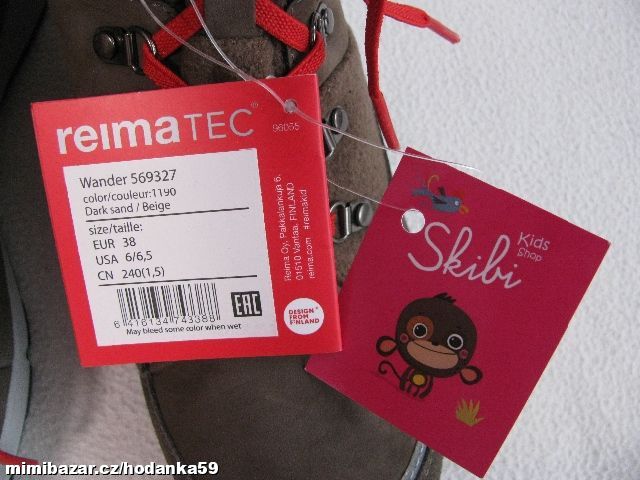 reimaTEC®
96055
Wander 569327
color/couleur:1190
Dark sand / Beige
size/taille:
EUR 38
USA 6/6,5
CN 240(1,5)
EAC
6 416134 743388
May bleed some color when wet
Reima Oy, Pakkalankuja 6,
01510 Vantaa, FINLAND
reima.com #reimakid
DESIGN
FROM
FINLAND
Skibi
Kids
Shop
mimibazar.cz/hodanka59